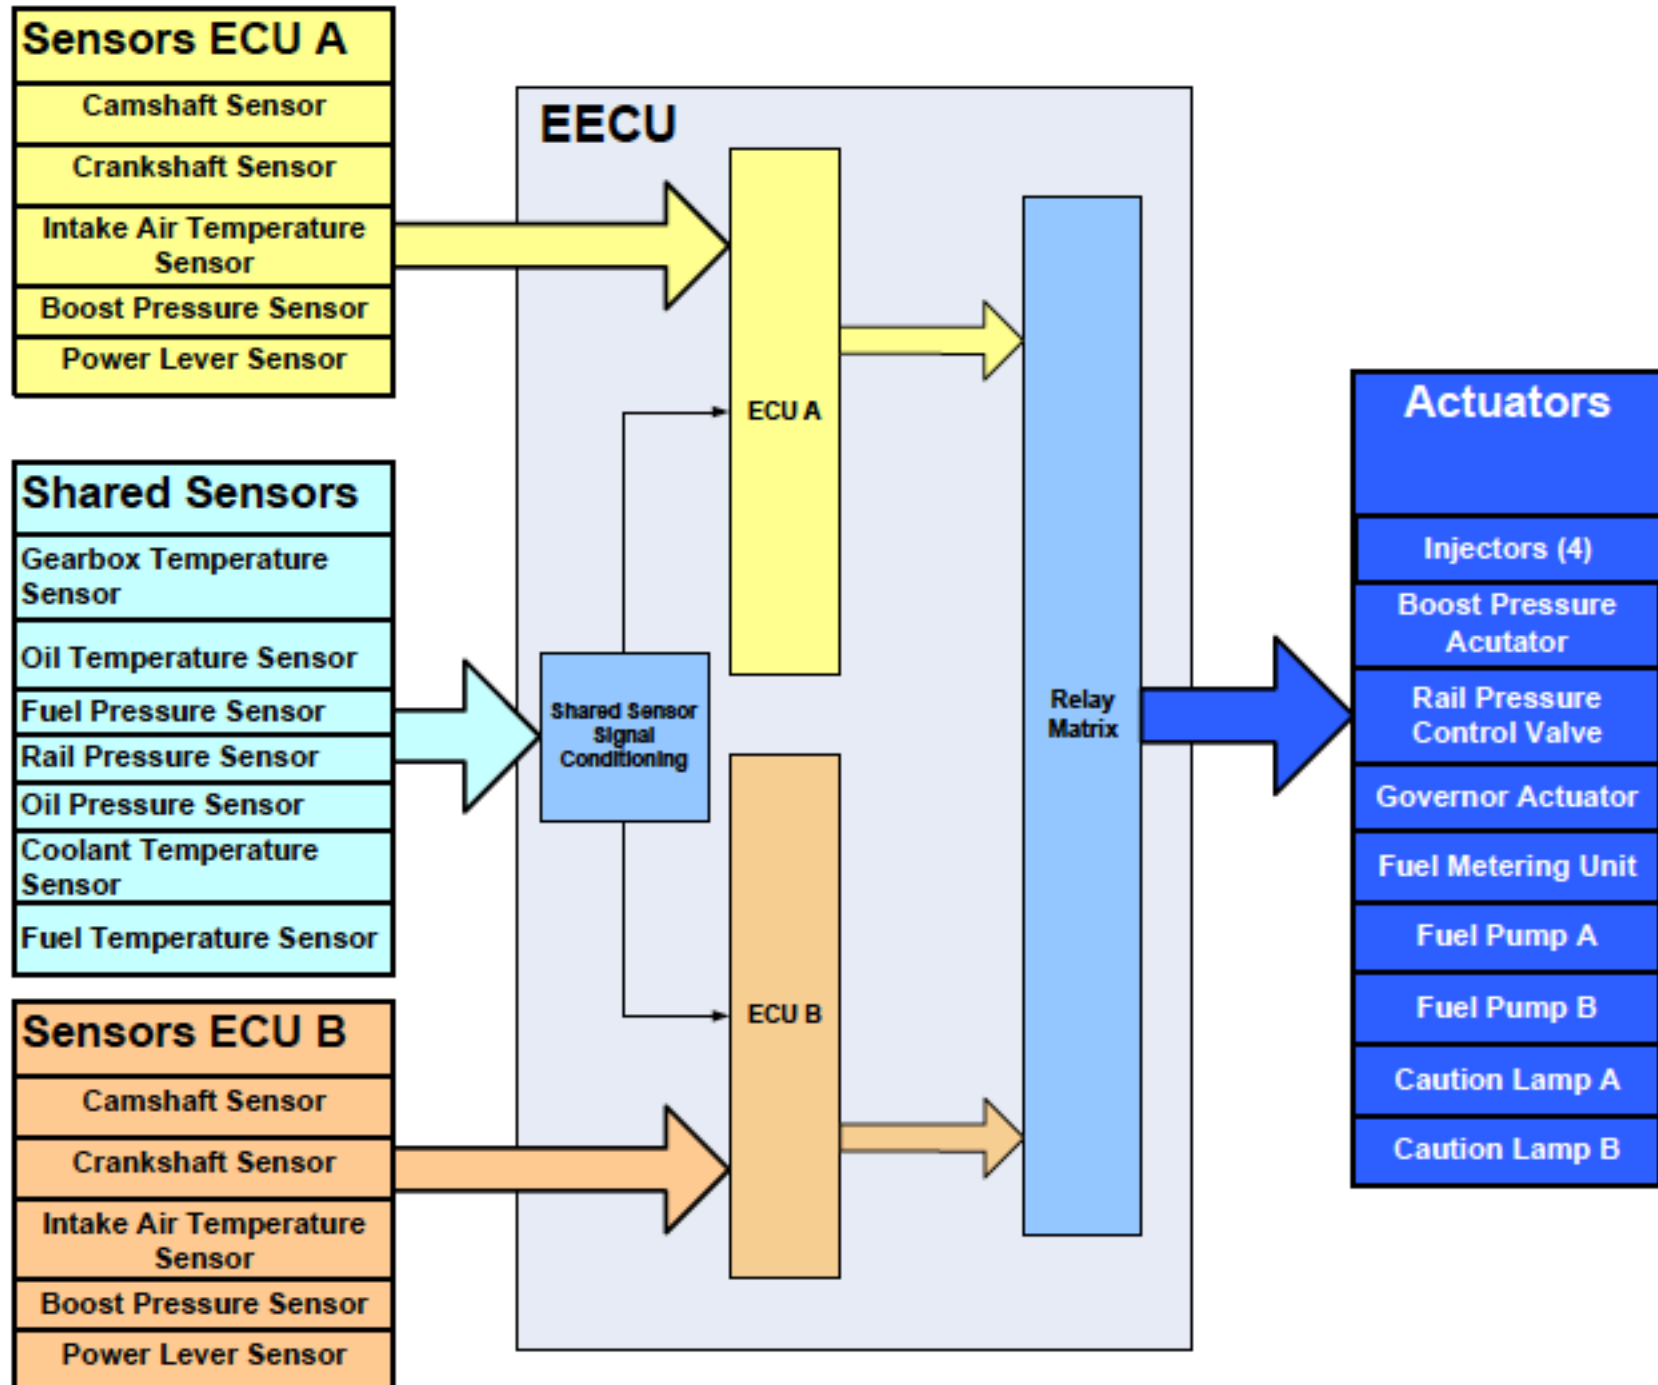 Sensors ECU A
Camshaft Sensor
Crankshaft Sensor
Intake Air Temperature
Sensor
Boost Pressure Sensor
Power Lever Sensor
Shared Sensors
Gearbox Temperature
Sensor
Oil Temperature Sensor
Fuel Pressure Sensor
Rail Pressure Sensor
Oil Pressure Sensor
Coolant Temperature
Sensor
Fuel Temperature Sensor
Sensors ECU B
Camshaft Sensor
Crankshaft Sensor
Intake Air Temperature
Sensor
Boost Pressure Sensor
Power Lever Sensor
EECU
ECU A
Shared Sensor
Signal
Conditioning
ECU B
Relay
Matrix
Actuators
Injectors (4)
Boost Pressure
Acutator
Rail Pressure
Control Valve
Governor Actuator
Fuel Metering Unit
Fuel Pump A
Fuel Pump B
Caution Lamp A
Caution Lamp B